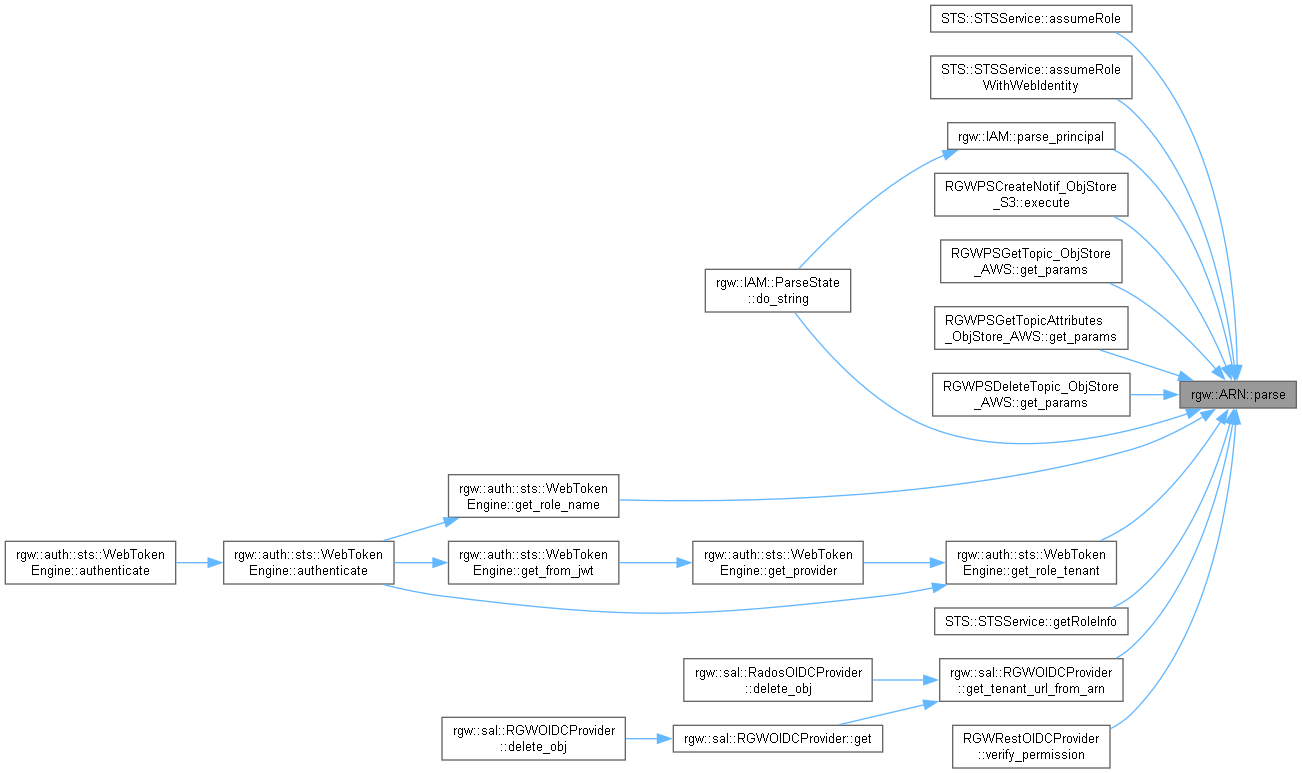 STS::STSService::assumeRole
STS::STSService::assumeRole
WithWebIdentity
rgw::IAM::parse_principal
RGWPSCreateNotif_ObjStore
_S3::execute
RGWPSGetTopic_ObjStore
_AWS::get_params
rgw::IAM::ParseState
::do_string
RGWPSGetTopicAttributes
_ObjStore_AWS::get_params
RGWPSDeleteTopic_ObjStore
_AWS::get_params
rgw::ARN::parse
rgw::auth::sts::WebToken
Engine::get_role_name
rgw::auth::sts::WebToken
Engine::authenticate
rgw::auth::sts::WebToken
Engine::authenticate
rgw::auth::sts::WebToken
Engine::get_from_jwt
rgw::auth::sts::WebToken
Engine::get_provider
rgw::auth::sts::WebToken
Engine::get_role_tenant
STS::STSService::getRoleInfo
rgw::sal::RadosOIDCProvider
::delete_obj
rgw::sal::RGWOIDCProvider
::get_tenant_url_from_arn
rgw::sal::RGWOIDCProvider
::delete_obj
rgw::sal::RGWOIDCProvider::get
RGWRestOIDCProvider
::verify_permission